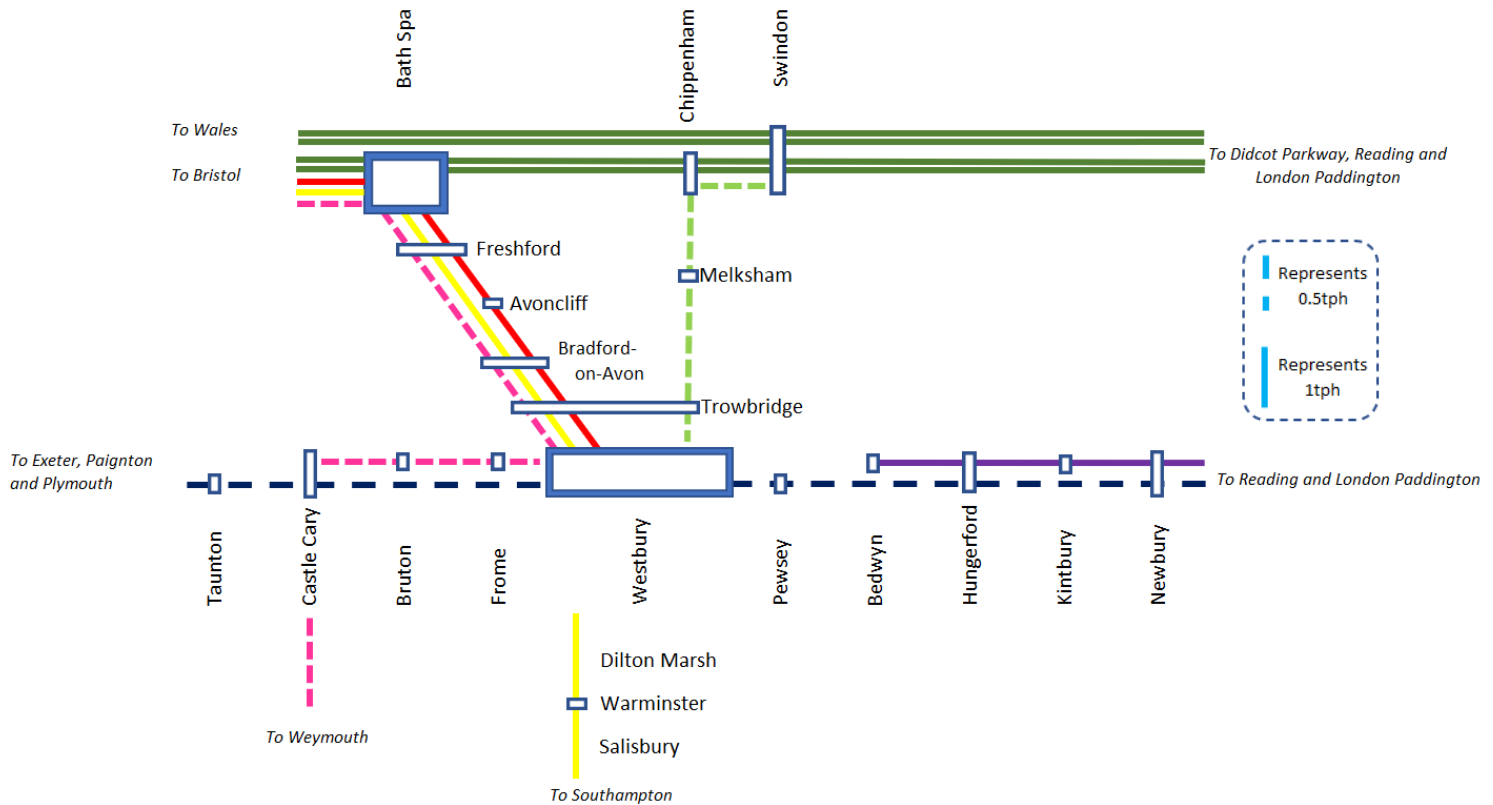 Bath Spa
Chippenham
Swindon
To Wales
To Bristol
To Didcot Parkway, Reading and
London Paddington
Freshford
Melksham
Avoncliff
Bradford-
on-Avon
Trowbridge
Represents
0.5tph
Represents
1tph
To Exeter, Paignton
and Plymouth
To Reading and London Paddington
Taunton
Castle Cary
Bruton
Frome
Westbury
Pewsey
Bedwyn
Hungerford
Kintbury
Newbury
Dilton Marsh
Warminster
Salisbury
To Weymouth
To Southampton